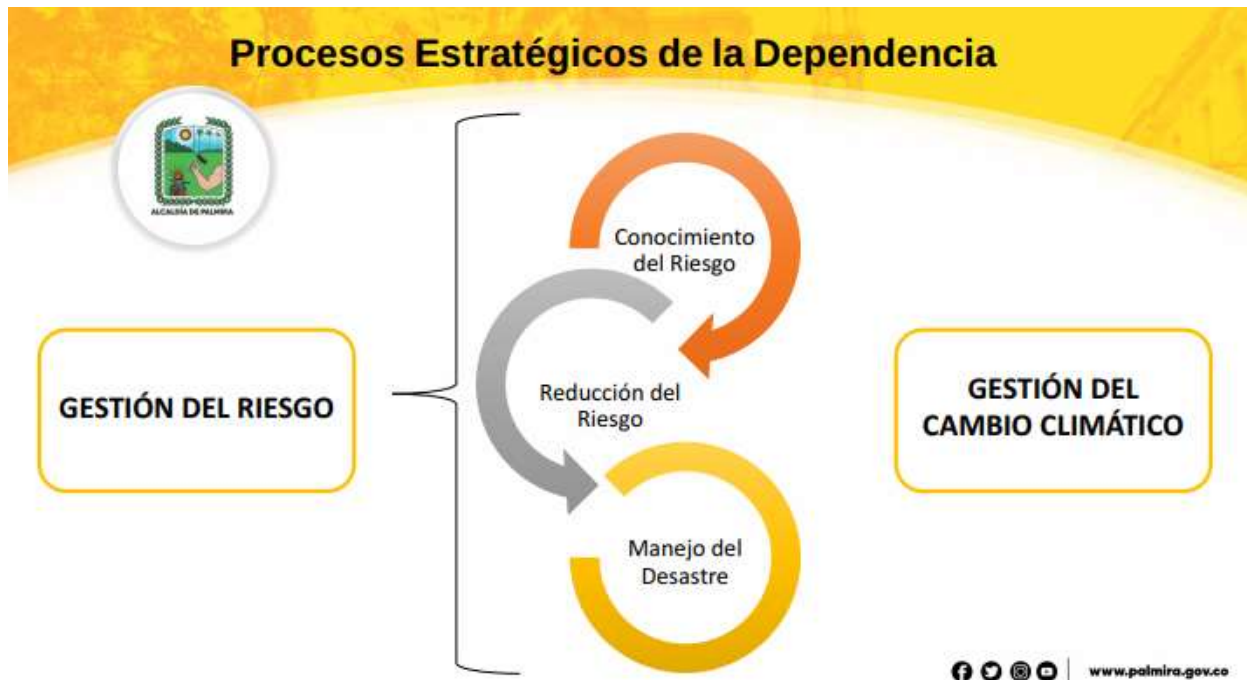 Procesos Estratégicos de la Dependencia
ALCALDÍA DE PALMIRA
GESTIÓN DEL RIESGO
Conocimiento
del Riesgo
Reducción del
Riesgo
Manejo del
Desastre
GESTIÓN DEL
CAMBIO CLIMÁTICO
www.palmira.gov.co